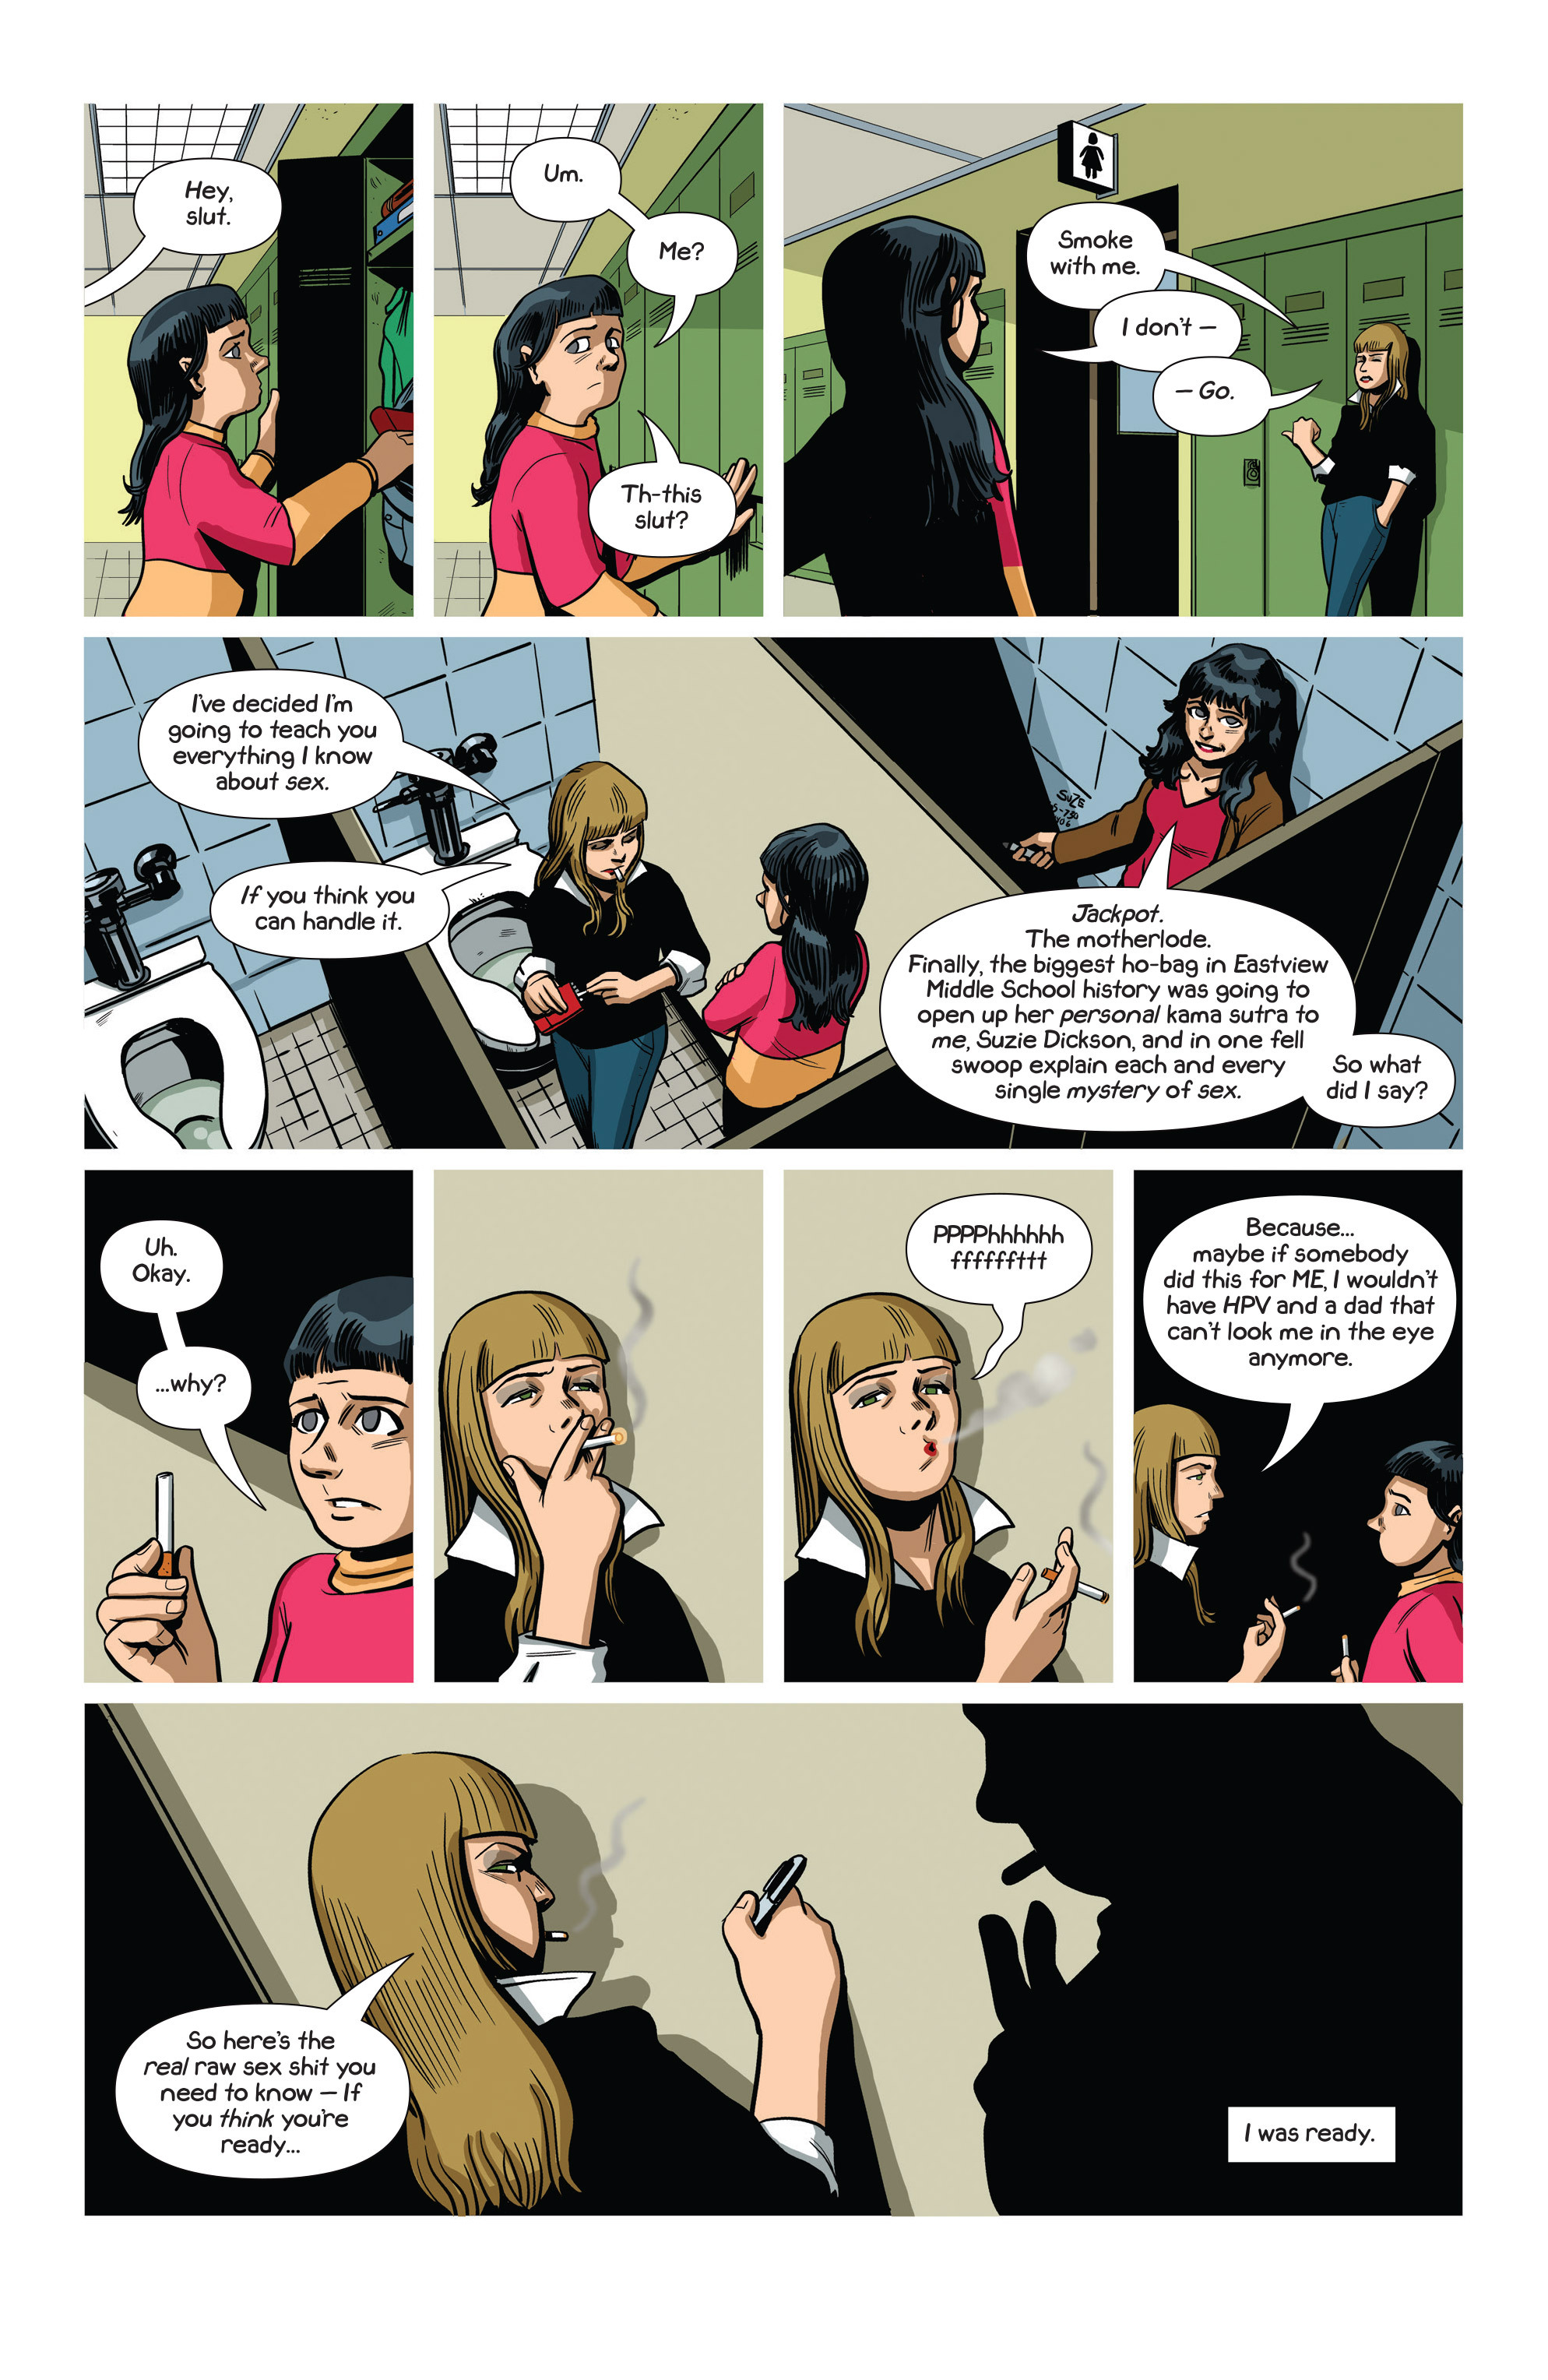 Hey,
slut.
Um.
Me?
Th-this
slut?
Smoke
with me.
I don't –
– Go.
I've decided I'm
going to teach you
everything I know
about sex.
If you think you
can handle it.
SUZE
Jackpot.
The motherlode.
Finally, the biggest ho-bag in Eastview
Middle School history was going to
open up her personal kama sutra to
me, Suzie Dickson, and in one fell
swoop explain each and every
single mystery of sex.
So what
did I say?
Uh.
Okay.
...why?
PPPPhhhhhh
ffffffttt
Because...
maybe if somebody
did this for ME, I wouldn't
have HPV and a dad that
can't look me in the eye
anymore.
So here's the
real raw sex shit you
need to know – If
you think you're
ready...
I was ready.